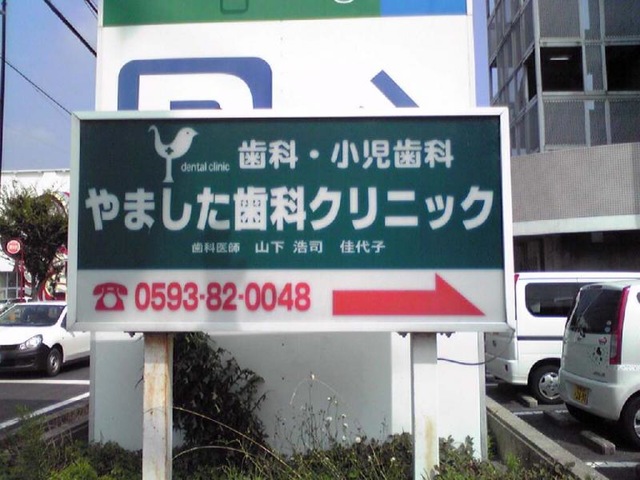 dental clinic
歯科・小児歯科
やました歯科クリニック
歯科医師 山下 浩司 佳代子
☎ 0593-82-0048